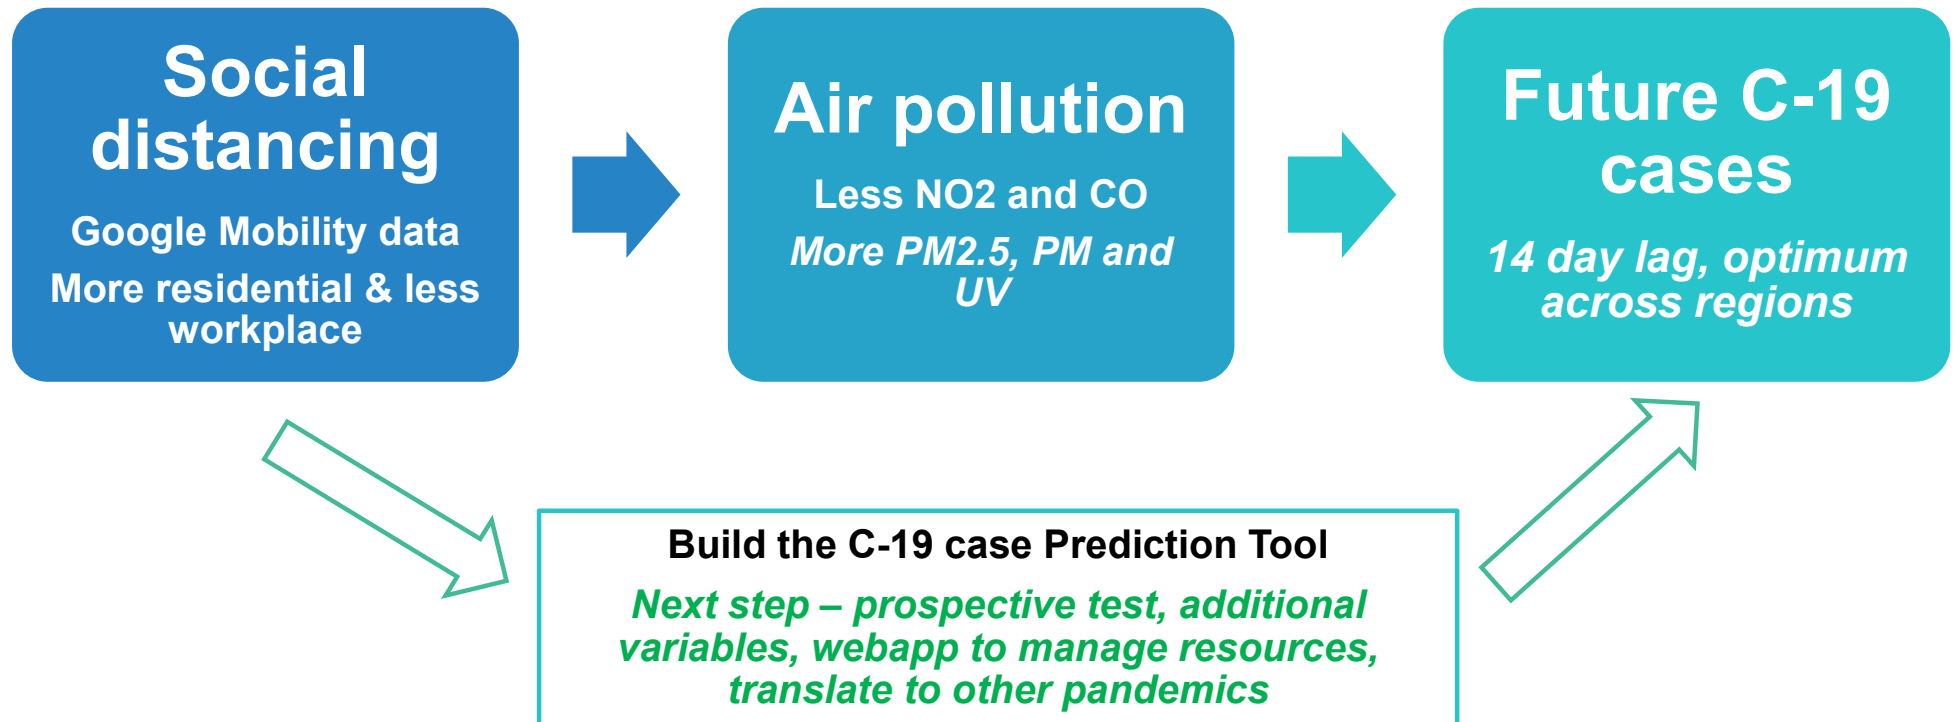 Social
distancing
Google Mobility data
More residential & less
workplace
Air pollution
Less NO2 and CO
More PM2.5, PM and
UV
Future C-19
cases
14 day lag, optimum
across regions
Build the C-19 case Prediction Tool
Next step – prospective test, additional
variables, webapp to manage resources,
translate to other pandemics